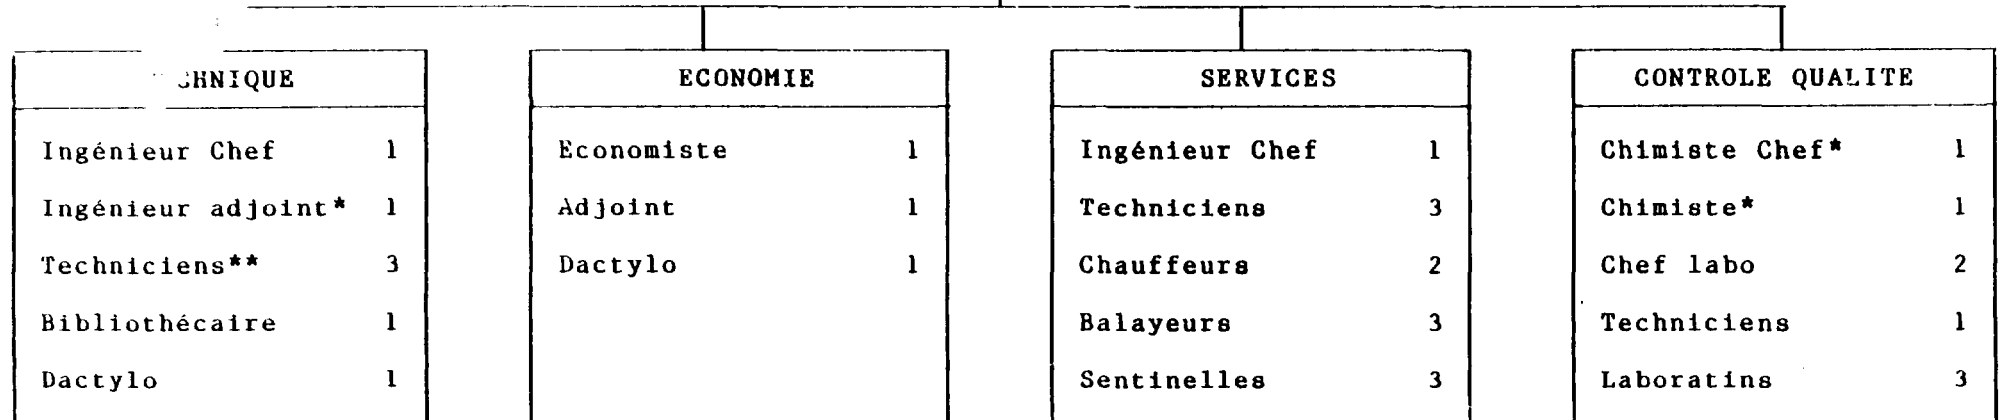 HNIQUE
Ingénieur Chef 1
Ingénieur adjoint* 1
Techniciens** 3
Bibliothécaire 1
Dactylo 1
ECONOMIE
Economiste 1
Adjoint 1
Dactylo 1
SERVICES
Ingénieur Chef 1
Techniciens 3
Chauffeurs 2
Balayeurs 3
Sentinelles 3
CONTROLE QUALITE
Chimiste Chef* 1
Chimiste* 1
Chef labo 2
Techniciens 1
Laboratins 3